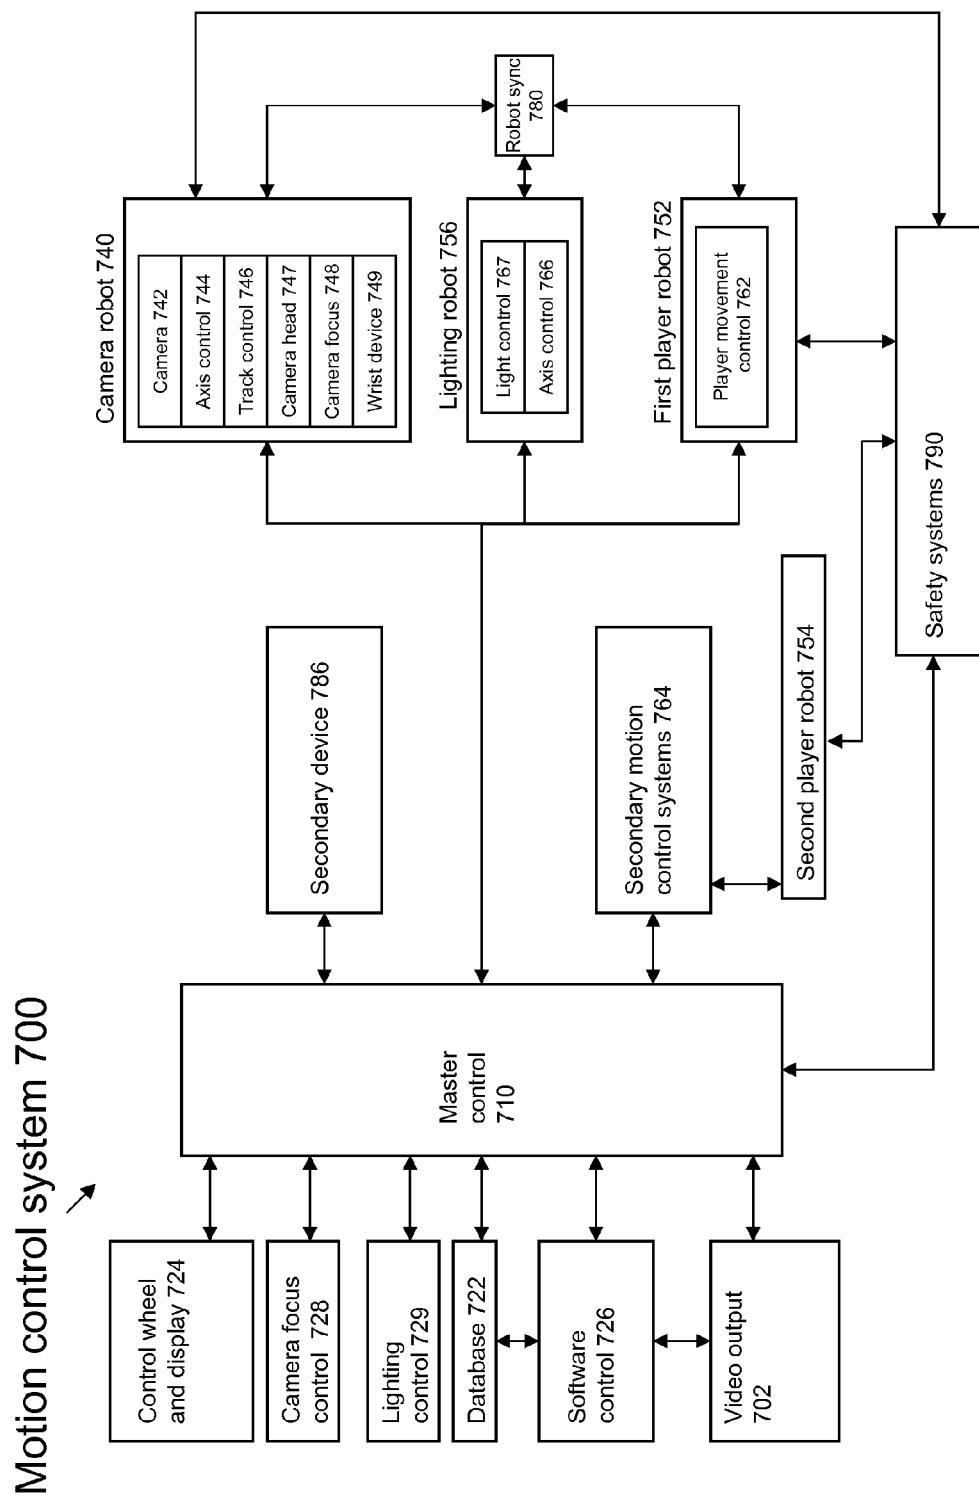 Motion control system 700
Control wheel
and display 724
Camera focus
control 728
Lighting
control 729
Database 722
Software
control 726
Video output
702
Master
control
710
Secondary device 786
Secondary motion
control systems 764
Second player robot 754
Camera robot 740
Camera 742
Axis control 744
Track control 746
Camera head 747
Camera focus 748
Wrist device 749
Lighting robot 756
Light control 767
Axis control 766
First player robot 752
Player movement
control 762
Robot sync
780
Safety systems 790